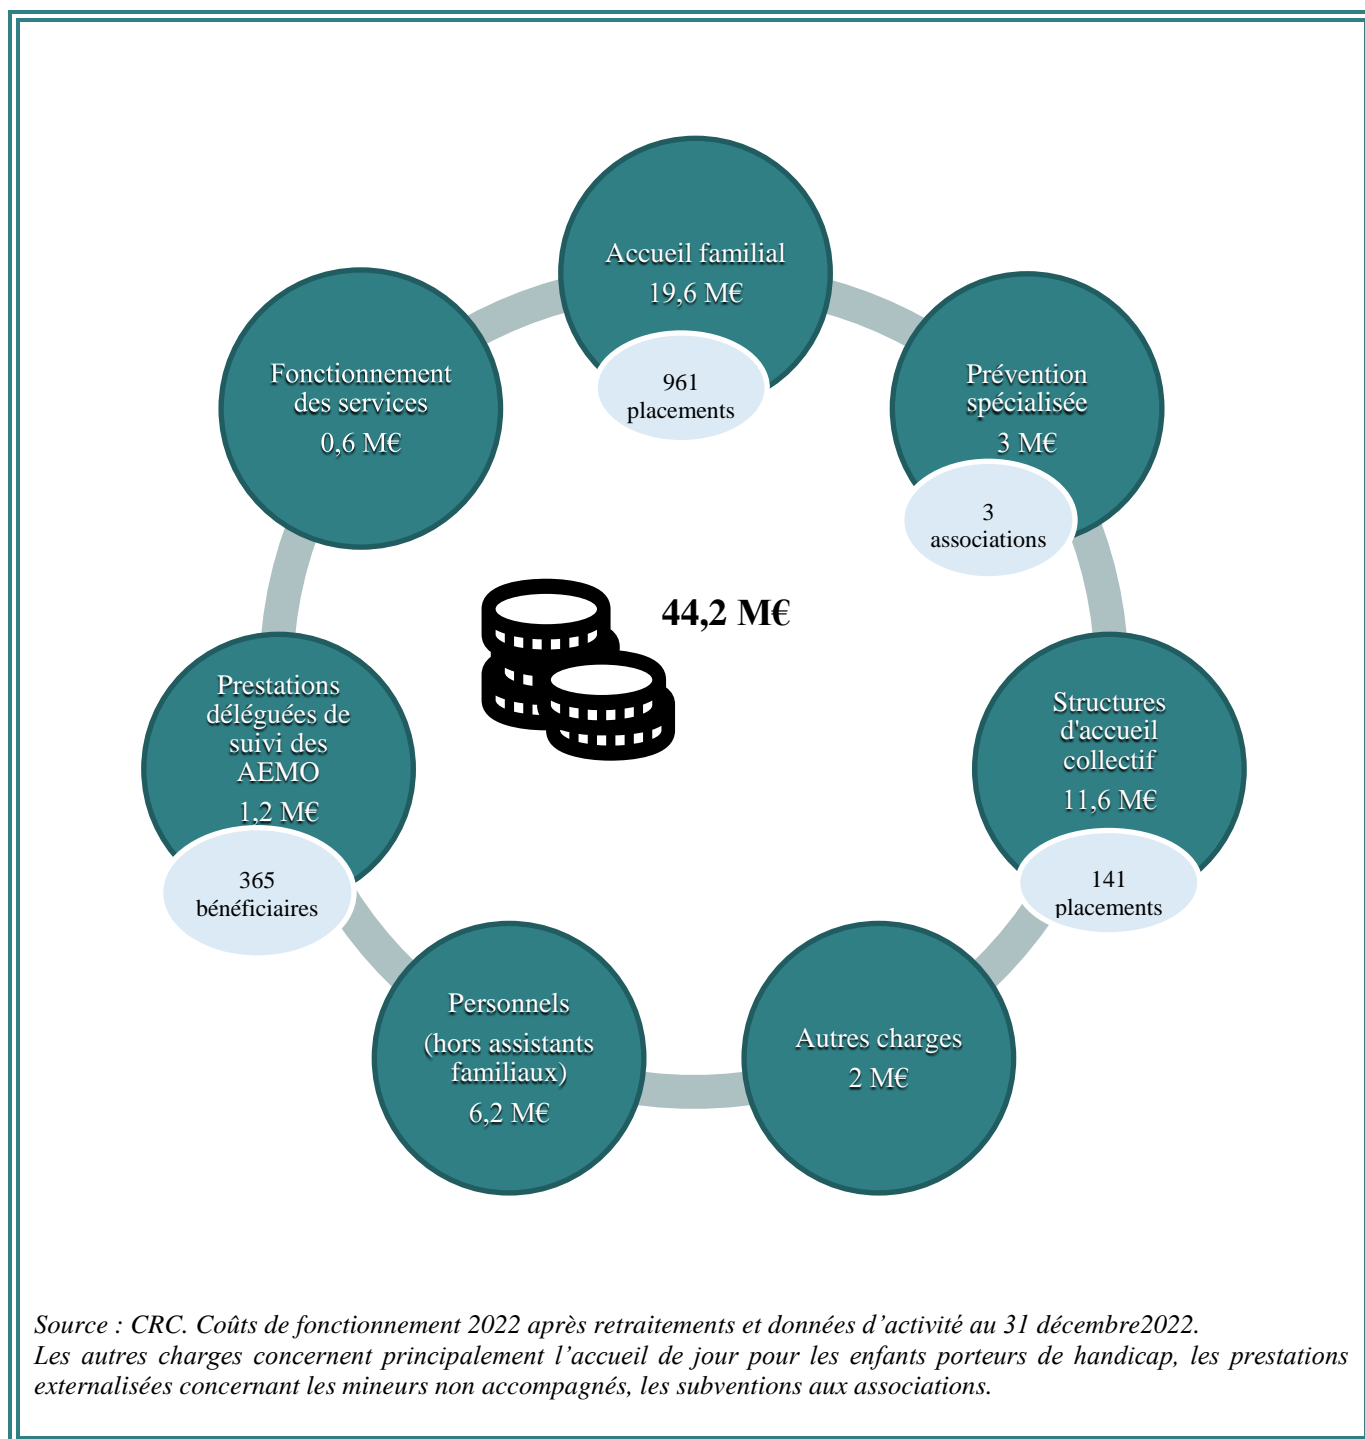 Accueil familial
19,6 M€
961
placements
Prévention
spécialisée
3 M€
3
associations
Structures
d'accueil
collectif
11,6 M€
141
placements
Autres charges
2 M€
Personnels
(hors assistants
familiaux)
6,2 M€
Prestations
déléguées de
suivi des
AEMO
1,2 M€
365
bénéficiaires
Fonctionnement
des services
0,6 M€
44,2 M€
Source : CRC. Coûts de fonctionnement 2022 après retraitements et données d’activité au 31 décembre2022.
Les autres charges concernent principalement l’accueil de jour pour les enfants porteurs de handicap, les prestations
externalisées concernant les mineurs non accompagnés, les subventions aux associations.